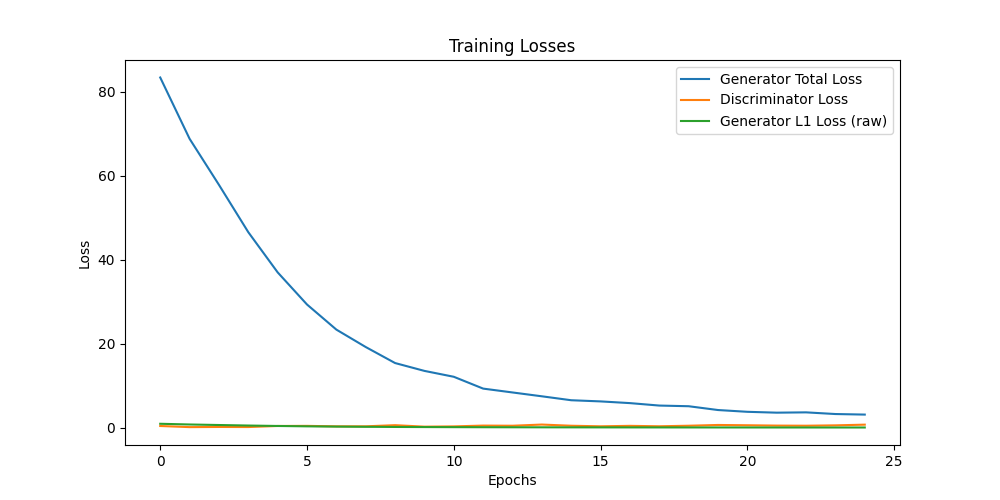 Training Losses
Generator Total Loss
Discriminator Loss
Generator L1 Loss (raw)
Loss
80
60
40
20
0
0 5 10 15 20 25
Epochs